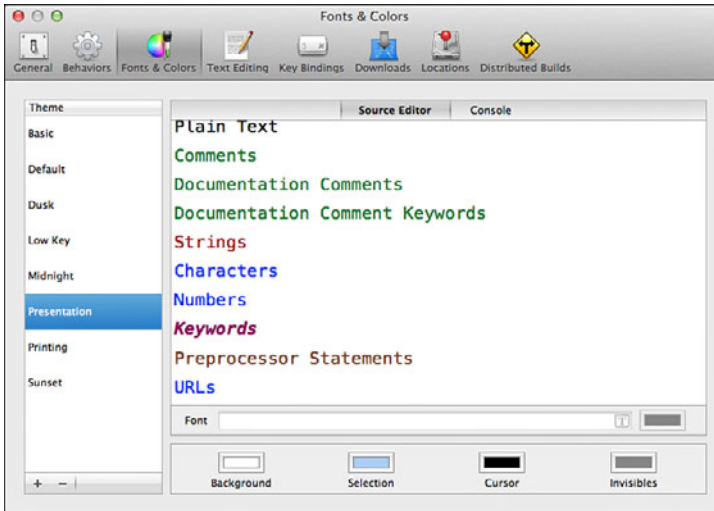 Fonts & Colors
General Behaviors Fonts & Colors Text Editing Key Bindings Downloads Locations Distributed Builds
Theme
Basic
Default
Dusk
Low Key
Midnight
Presentation
Printing
Sunset
+ −
Source Editor Console
Plain Text
Comments
Documentation Comments
Documentation Comment Keywords
Strings
Characters
Numbers
Keywords
Preprocessor Statements
URLs
Font T
Background Selection Cursor Invisibles